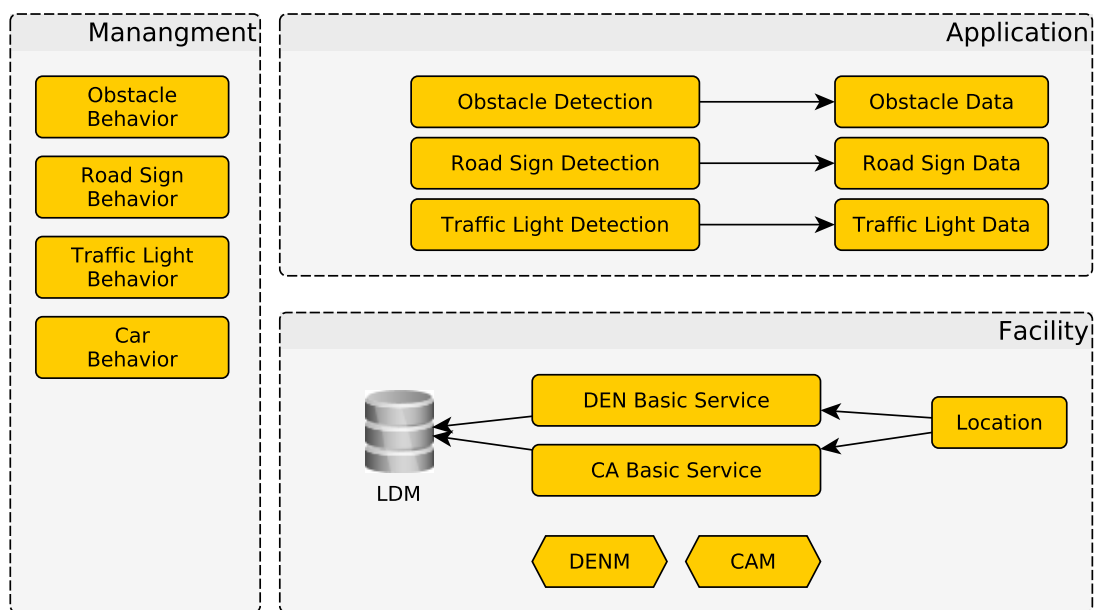 Manangment
Obstacle
Behavior
Road Sign
Behavior
Traffic Light
Behavior
Car
Behavior
Application
Obstacle Detection
Obstacle Data
Road Sign Detection
Road Sign Data
Traffic Light Detection
Traffic Light Data
Facility
DEN Basic Service
Location
CA Basic Service
LDM
DENM
CAM